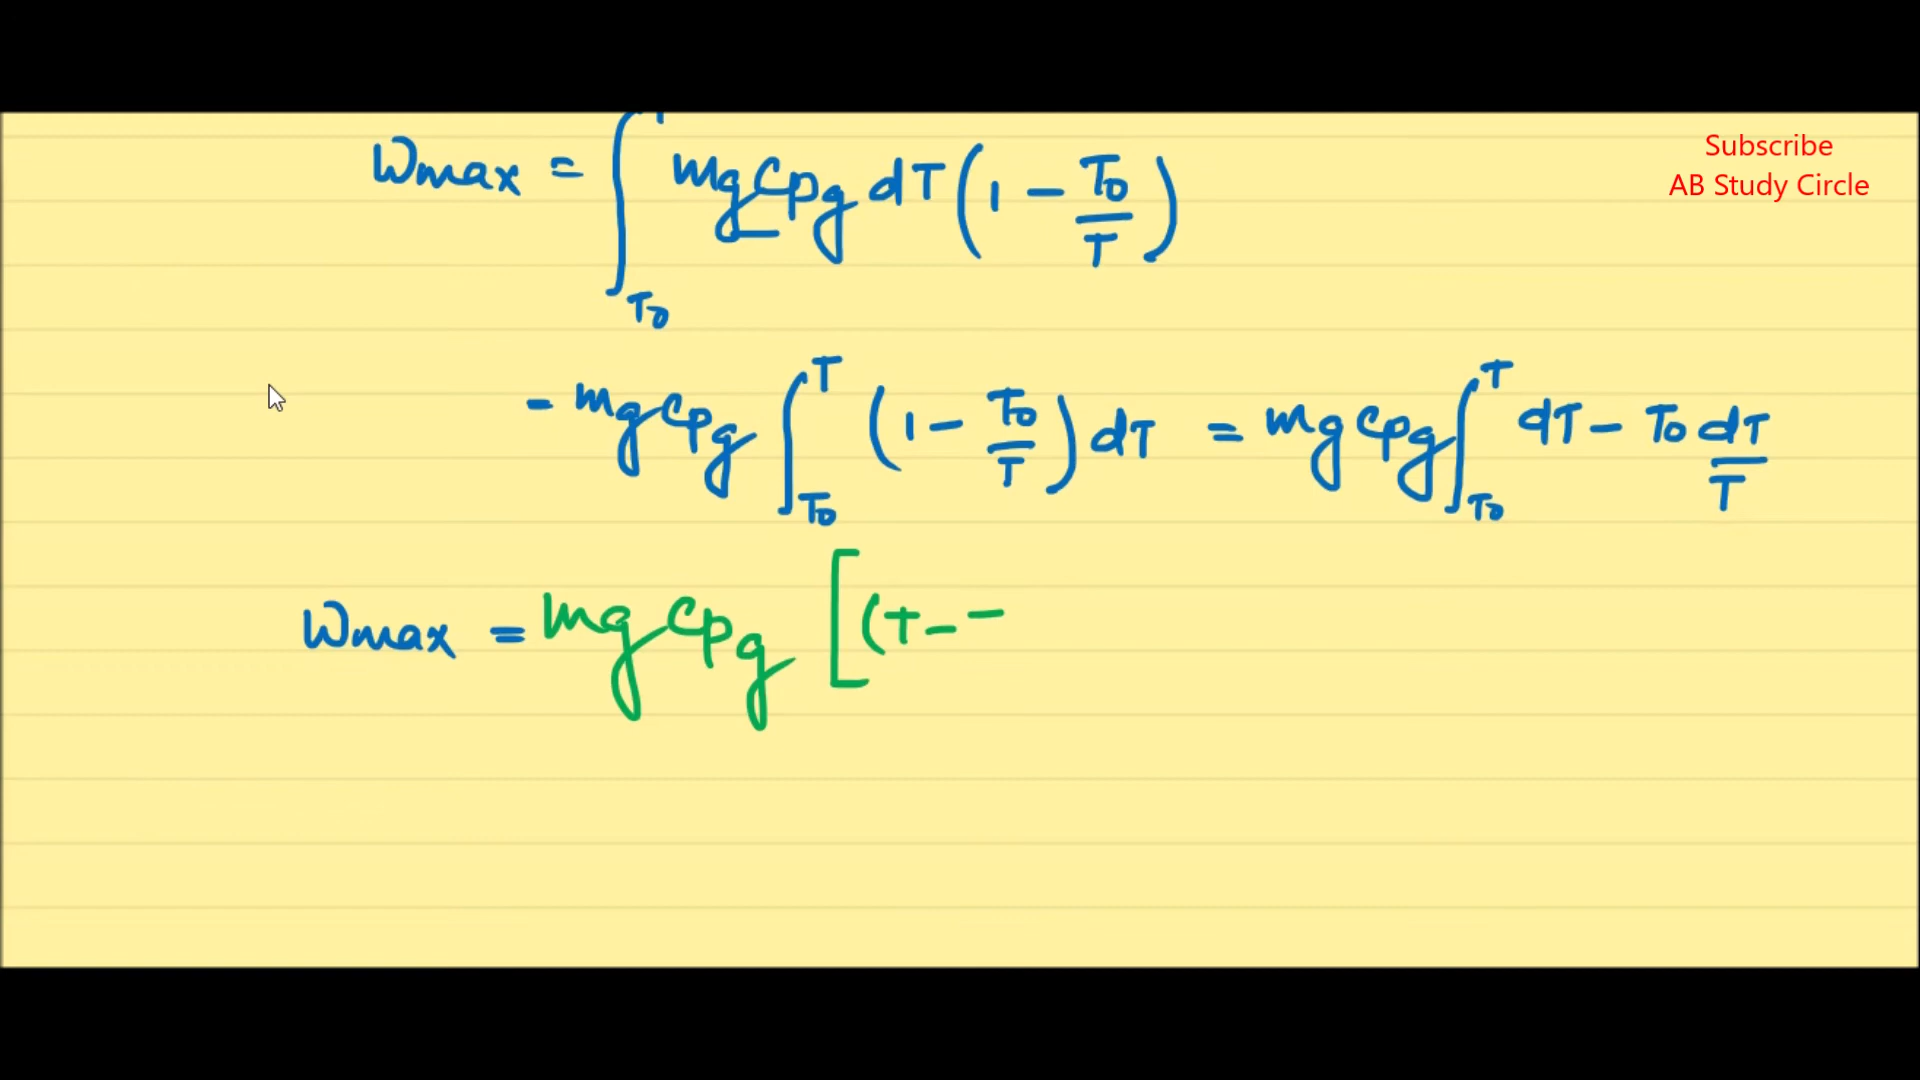 Subscribe
AB Study Circle
Wmax = ∫_{T0}^{T} mg Cpg dT (1 - T0/T)
= mg Cpg ∫_{T0}^{T} (1 - T0/T) dT = mg Cpg ∫_{T0}^{T} dT - T0 dT/T
Wmax = mg Cpg [(T -